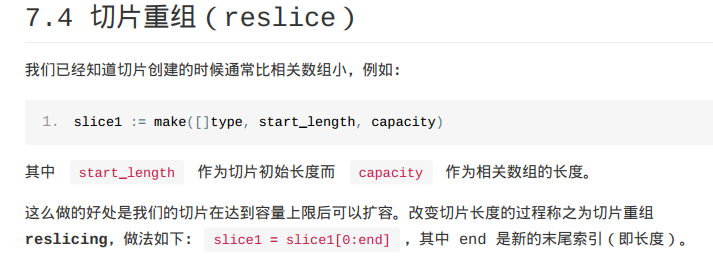 7.4 切片重组（reslice）
我们已经知道切片创建的时候通常比相关数组小，例如：
1. slice1 := make([]type, start_length, capacity)
其中 start_length 作为切片初始长度而 capacity 作为相关数组的长度。
这么做的好处是我们的切片在达到容量上限后可以扩容。改变切片长度的过程称之为切片重组
reslicing，做法如下：slice1 = slice1[0:end]，其中 end 是新的末尾索引（即长度）。